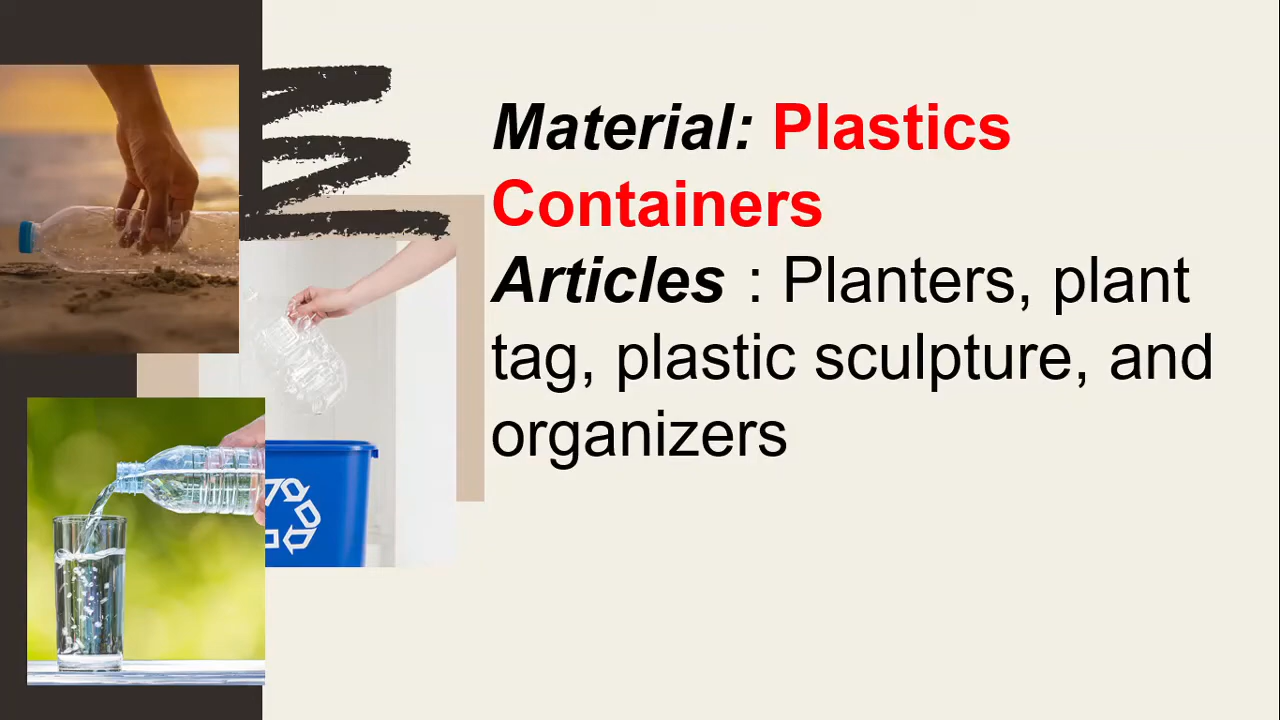 Material: Plastics
Containers
Articles : Planters, plant
tag, plastic sculpture, and
organizers